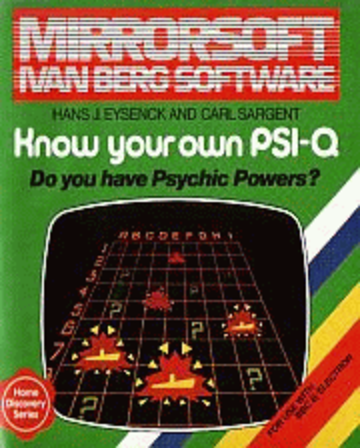 MIRRORSOFT
IVAN BERG SOFTWARE
HANS J. EYSENCK AND CARL SARGENT
Know your own PSI-Q
Do you have Psychic Powers?
A B C D E F G H I
Home
Discovery
Series
FOR USE WITH
BBC B/ELECTRON